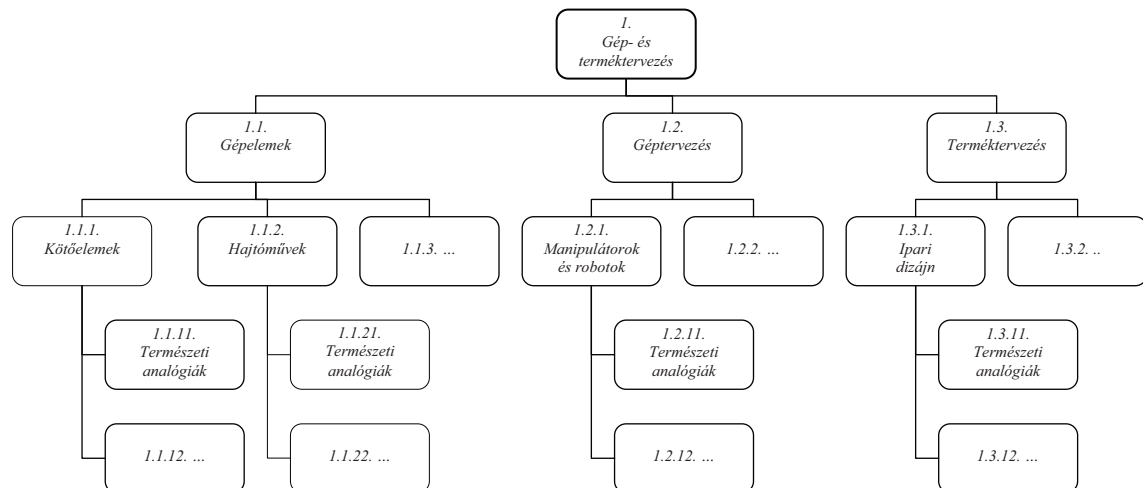 1.
Gép- és
terméktervezés
1.1.
Gépelemek
1.2.
Géptervezés
1.3.
Terméktervezés
1.1.1.
Kötőelemek
1.1.2.
Hajtóművek
1.1.3. ...
1.2.1.
Manipulátorok
és robotok
1.2.2. ...
1.3.1.
Ipari
dizájn
1.3.2. ..
1.1.11.
Természeti
analógiák
1.1.21.
Természeti
analógiák
1.2.11.
Természeti
analógiák
1.3.11.
Természeti
analógiák
1.1.12. ...
1.1.22. ...
1.2.12. ...
1.3.12. ...